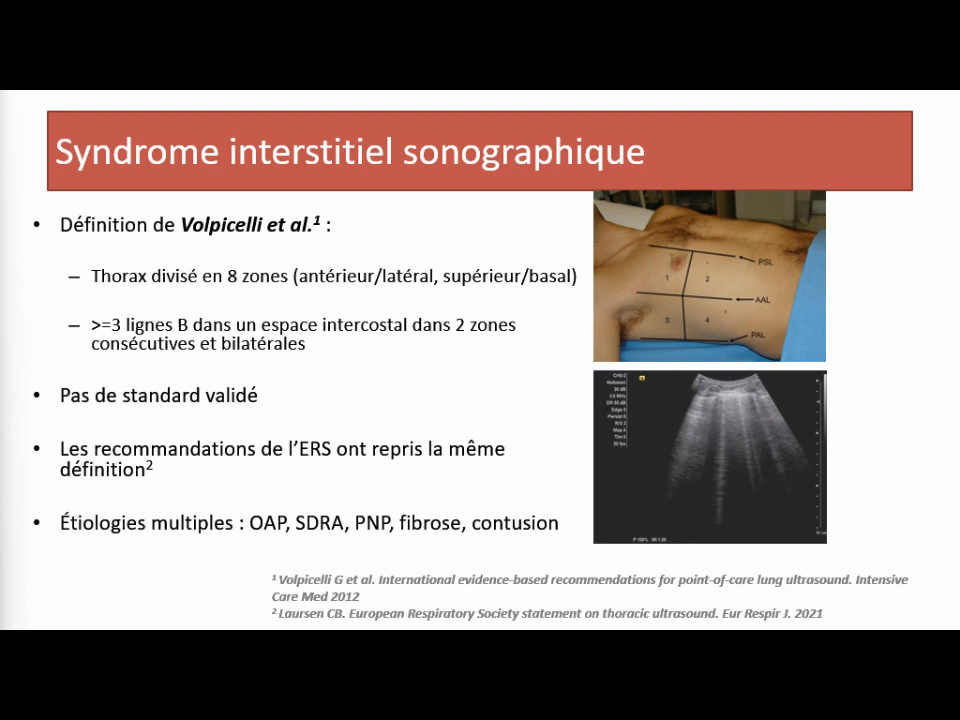 Syndrome interstitiel sonographique
• Définition de Volpicelli et al.¹ :
– Thorax divisé en 8 zones (antérieur/latéral, supérieur/basal)
– >=3 lignes B dans un espace intercostal dans 2 zones
consécutives et bilatérales
• Pas de standard validé
• Les recommandations de l'ERS ont repris la même
définition²
• Étiologies multiples : OAP, SDRA, PNP, fibrose, contusion
PSL
1 2
AAL
3 4
PAL
Abdomen
¹ Volpicelli G et al. International evidence-based recommendations for point-of-care lung ultrasound. Intensive
Care Med 2012
² Laursen CB. European Respiratory Society statement on thoracic ultrasound. Eur Respir J. 2021